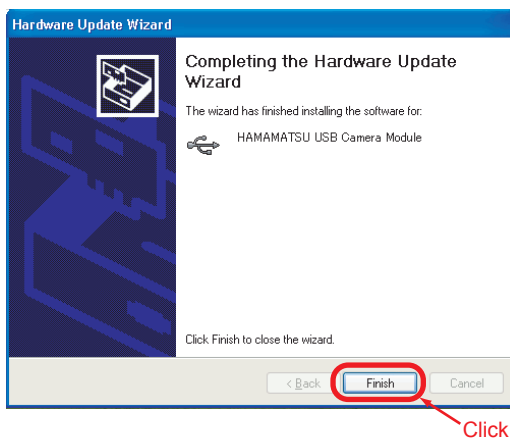 Hardware Update Wizard
Completing the Hardware Update
Wizard
The wizard has finished installing the software for:
HAMAMATSU USB Camera Module
Click Finish to close the wizard.
< Back
Finish
Cancel
Click